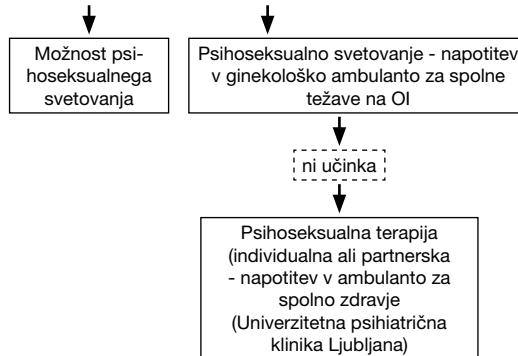 Možnost psi-
hoseksualnega
svetovanja
Psihoseksualno svetovanje - napotitev
v ginekološko ambulanto za spolne
težave na OI
ni učinka
Psihoseksualna terapija
(individualna ali partnerska
- napotitev v ambulanto za
spolno zdravje
(Univerzitetna psihiatrična
klinika Ljubljana)